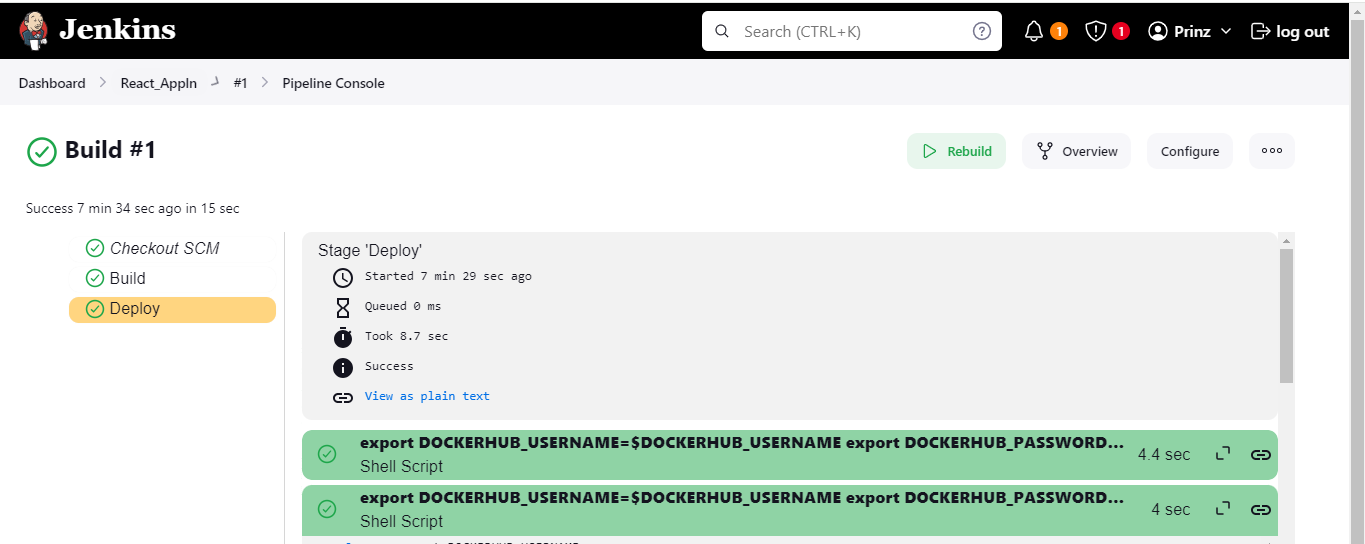 Jenkins
Search (CTRL+K)
1
1
Prinz
log out
Dashboard
React_AppIn
#1
Pipeline Console
Build #1
Rebuild
Overview
Configure
Success 7 min 34 sec ago in 15 sec
Checkout SCM
Build
Deploy
Stage 'Deploy'
Started 7 min 29 sec ago
Queued 0 ms
Took 8.7 sec
Success
View as plain text
export DOCKERHUB_USERNAME=$DOCKERHUB_USERNAME export DOCKERHUB_PASSWORD...
Shell Script
4.4 sec
export DOCKERHUB_USERNAME=$DOCKERHUB_USERNAME export DOCKERHUB_PASSWORD...
Shell Script
4 sec